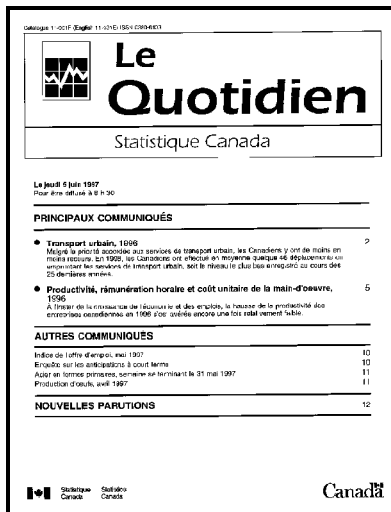 Catalogue 11-001F (English 11-001E) ISSN 0380-6103
Le
Quotidien
Statistique Canada
Le jeudi 5 juin 1997
Pour être diffusé à 8 h 30
PRINCIPAUX COMMUNIQUÉS
● Transport urbain, 1996 2
Malgré la priorité accordée aux services de transport urbain, les Canadiens y ont de moins en
moins recours. En 1996, les Canadiens ont effectué en moyenne quelque 46 déplacements en
empruntant les services de transport urbain, soit le niveau le plus bas enregistré au cours des
25 dernières années.
● Productivité, rémunération horaire et coût unitaire de la main-d'oeuvre, 5
1996
À l'instar de la croissance de l'économie et des emplois, la hausse de la productivité des
entreprises canadiennes en 1996 s'est avérée encore une fois relativement faible.
AUTRES COMMUNIQUÉS
Indice de l'offre d'emploi, mai 1997 10
Enquête sur les anticipations à court terme 10
Acier en formes primaires, semaine se terminant le 31 mai 1997 11
Production d'oeufs, avril 1997 11
NOUVELLES PARUTIONS 12
Statistique Statistics
Canada Canada
Canada